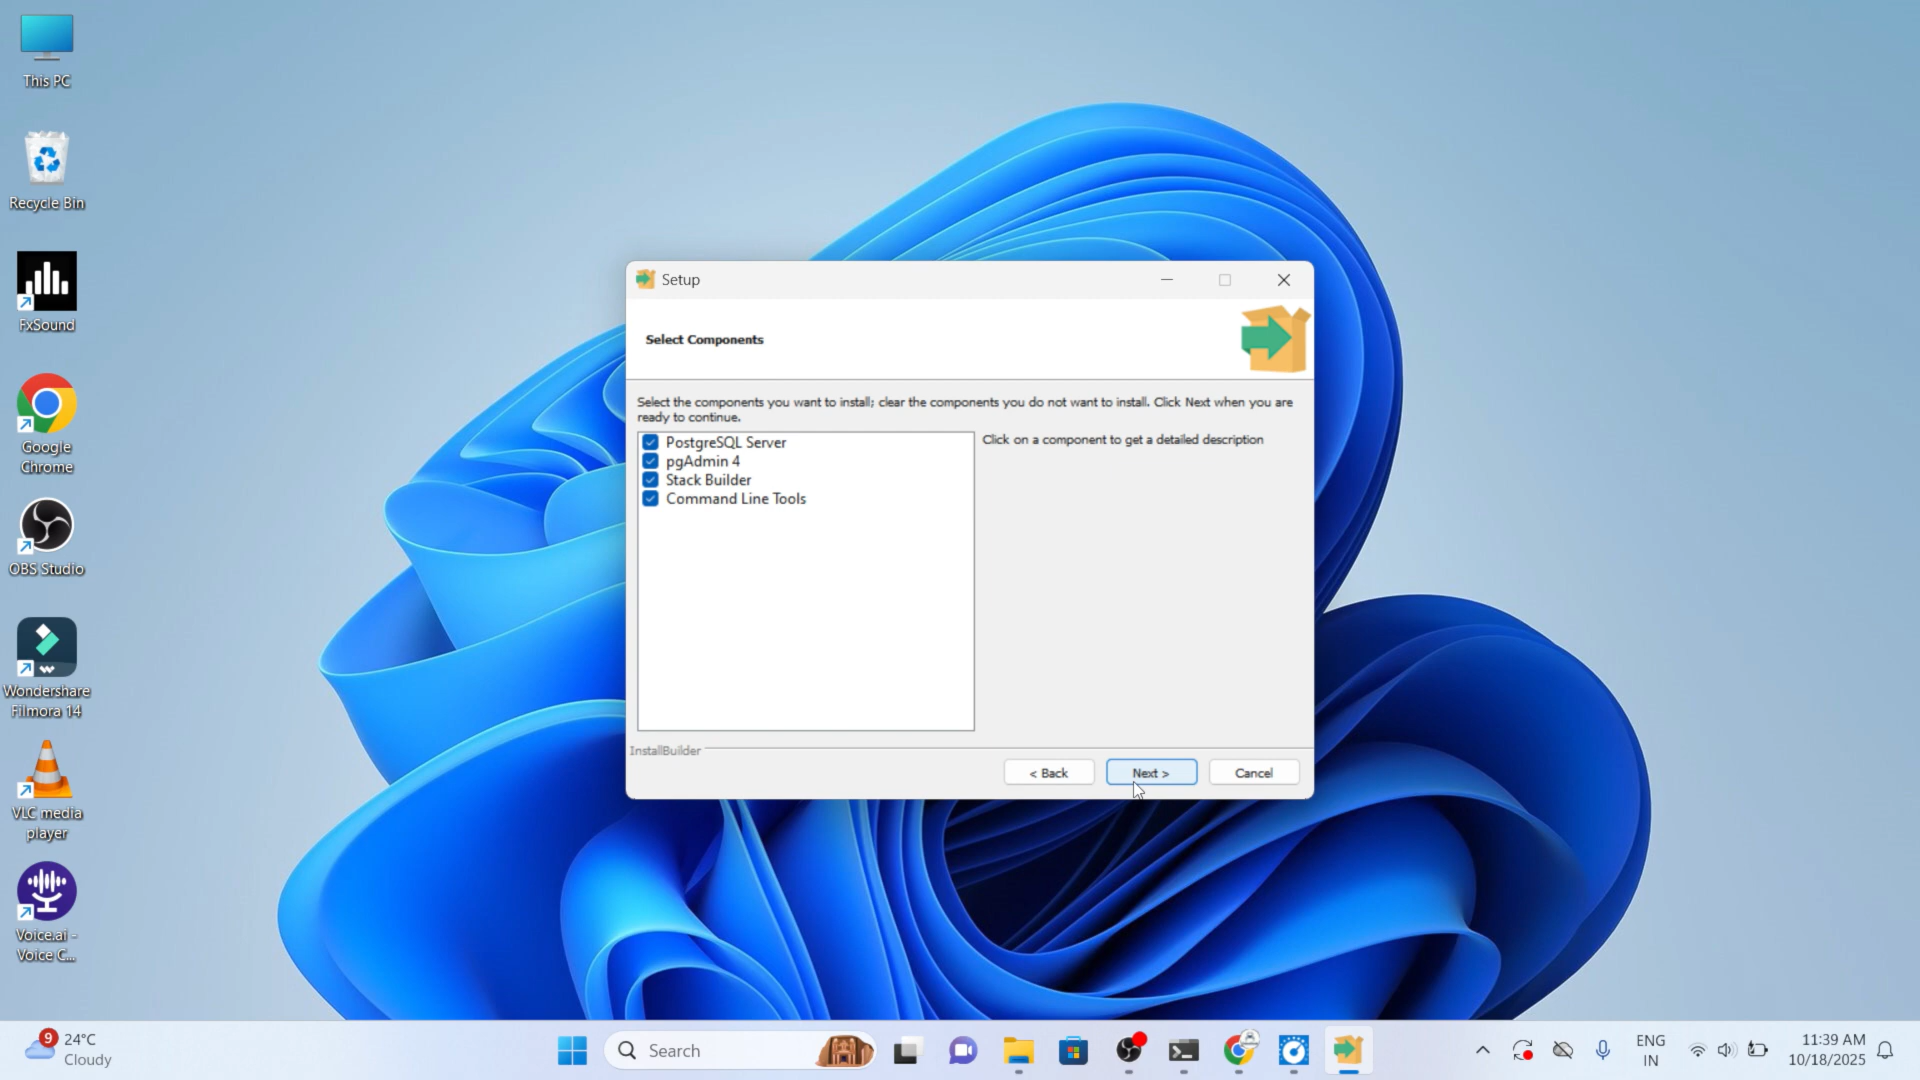 This PC
Recycle Bin
FxSound
Google
Chrome
OBS Studio
Wondershare
Filmora 14
VLC media
player
Voice.ai -
Voice C...
Setup
Select Components
Select the components you want to install; clear the components you do not want to install. Click Next when you are
ready to continue.
PostgreSQL Server
pgAdmin 4
Stack Builder
Command Line Tools
Click on a component to get a detailed description
InstallBuilder
< Back
Next >
Cancel
9
24°C
Cloudy
Search
ENG
IN
11:39 AM
10/18/2025